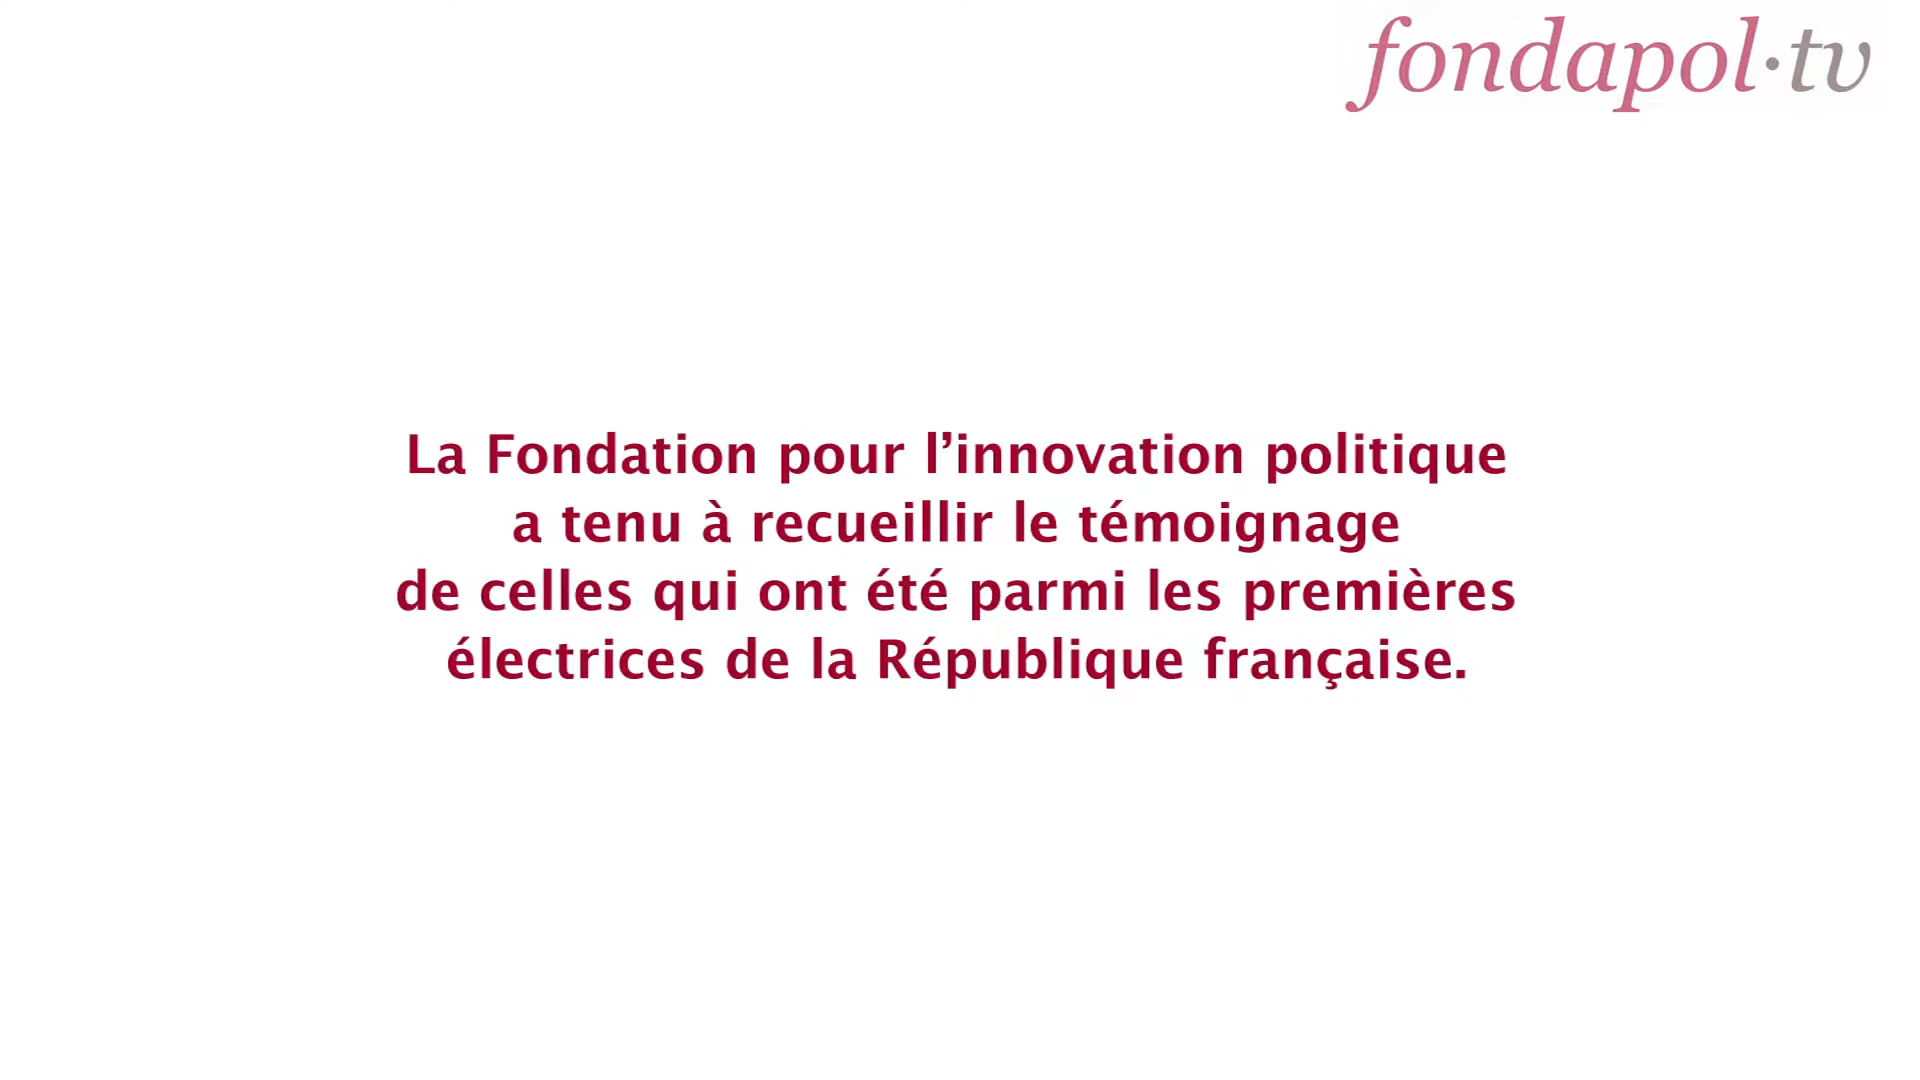 fondapol·tv
La Fondation pour l’innovation politique
a tenu à recueillir le témoignage
de celles qui ont été parmi les premières
électrices de la République française.